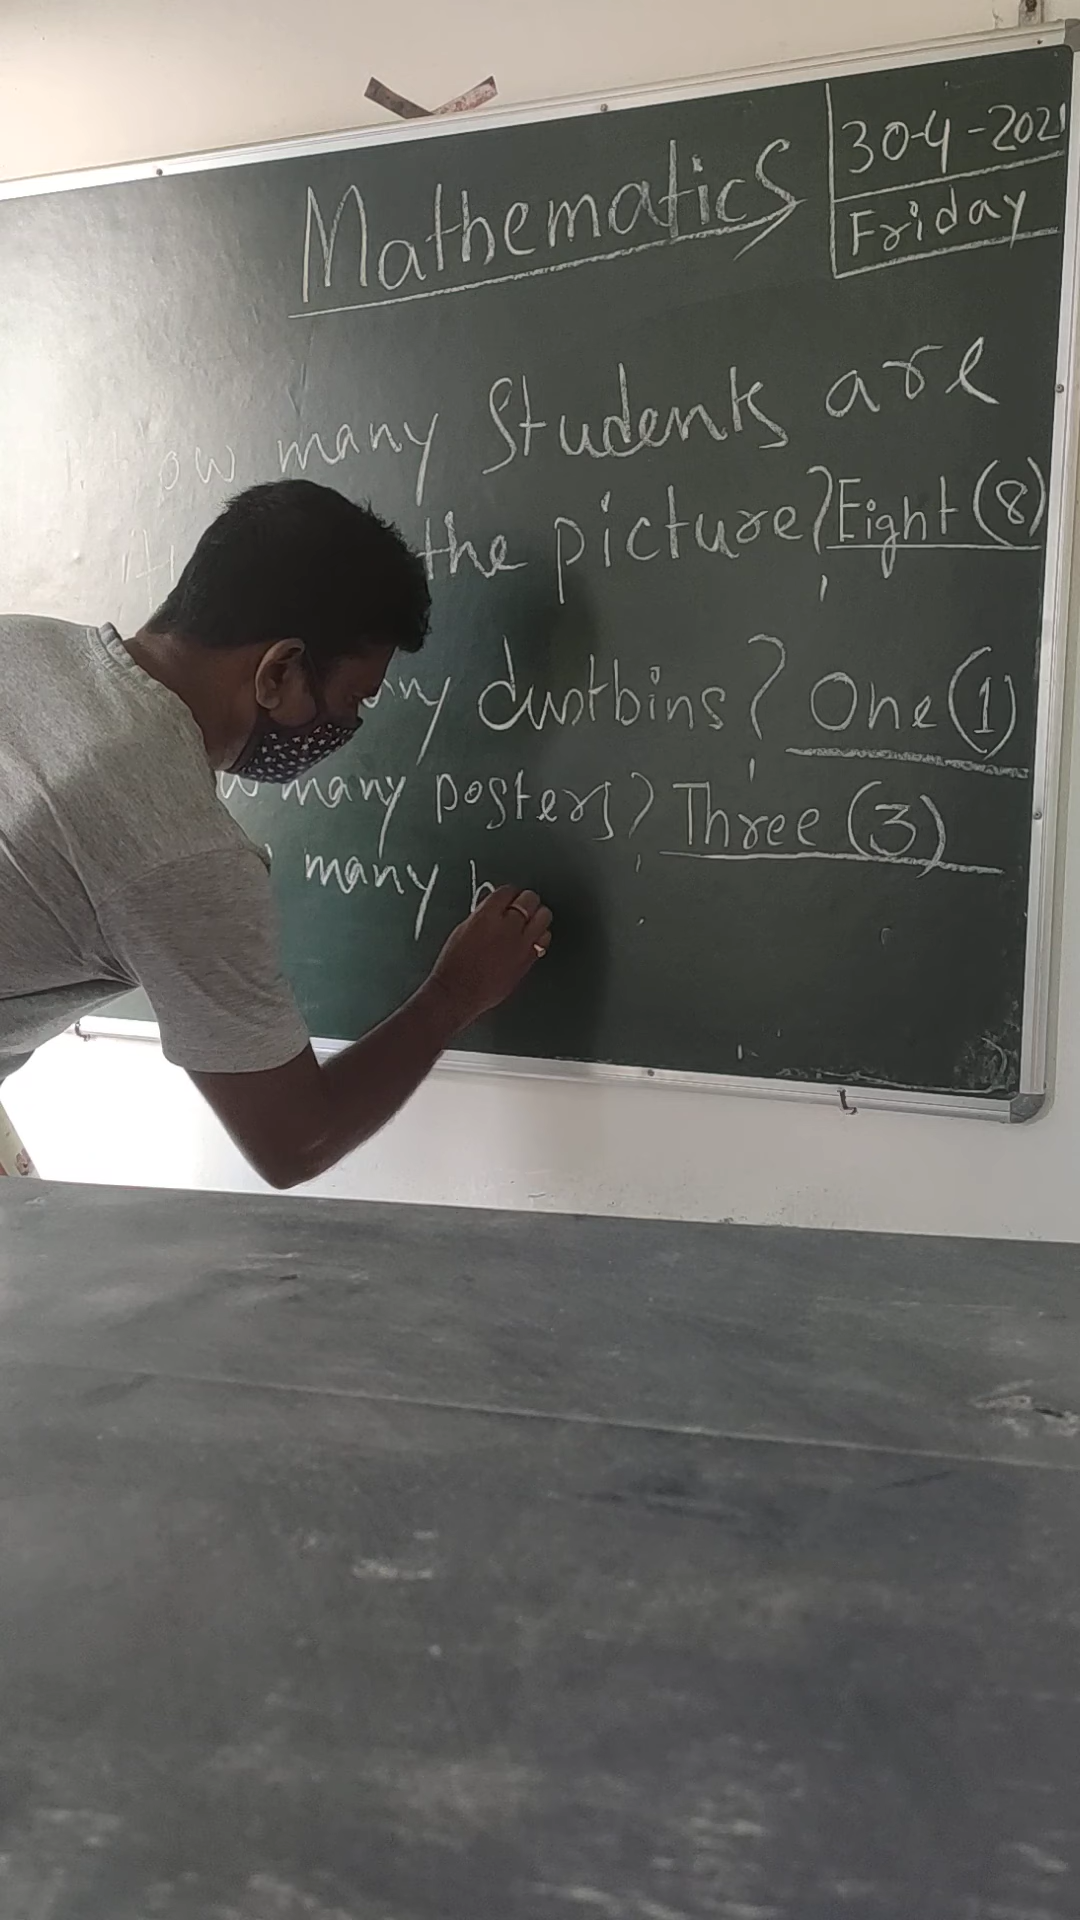 Mathematics
30-4-2021
Friday
How many Students are
the picture? Eight (8)
many dustbins? One (1)
many posters? Three (3)
many